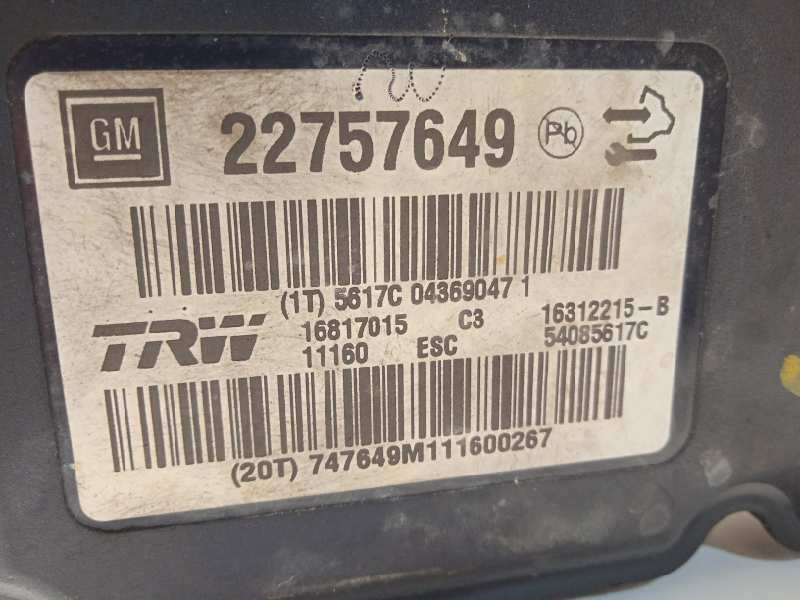 GM 22757649 Pb
(1T) 5617C 04369047 1
TRW 16817015 C3 16312215-B
11160 ESC 54085617C
(20T) 747649M111600267